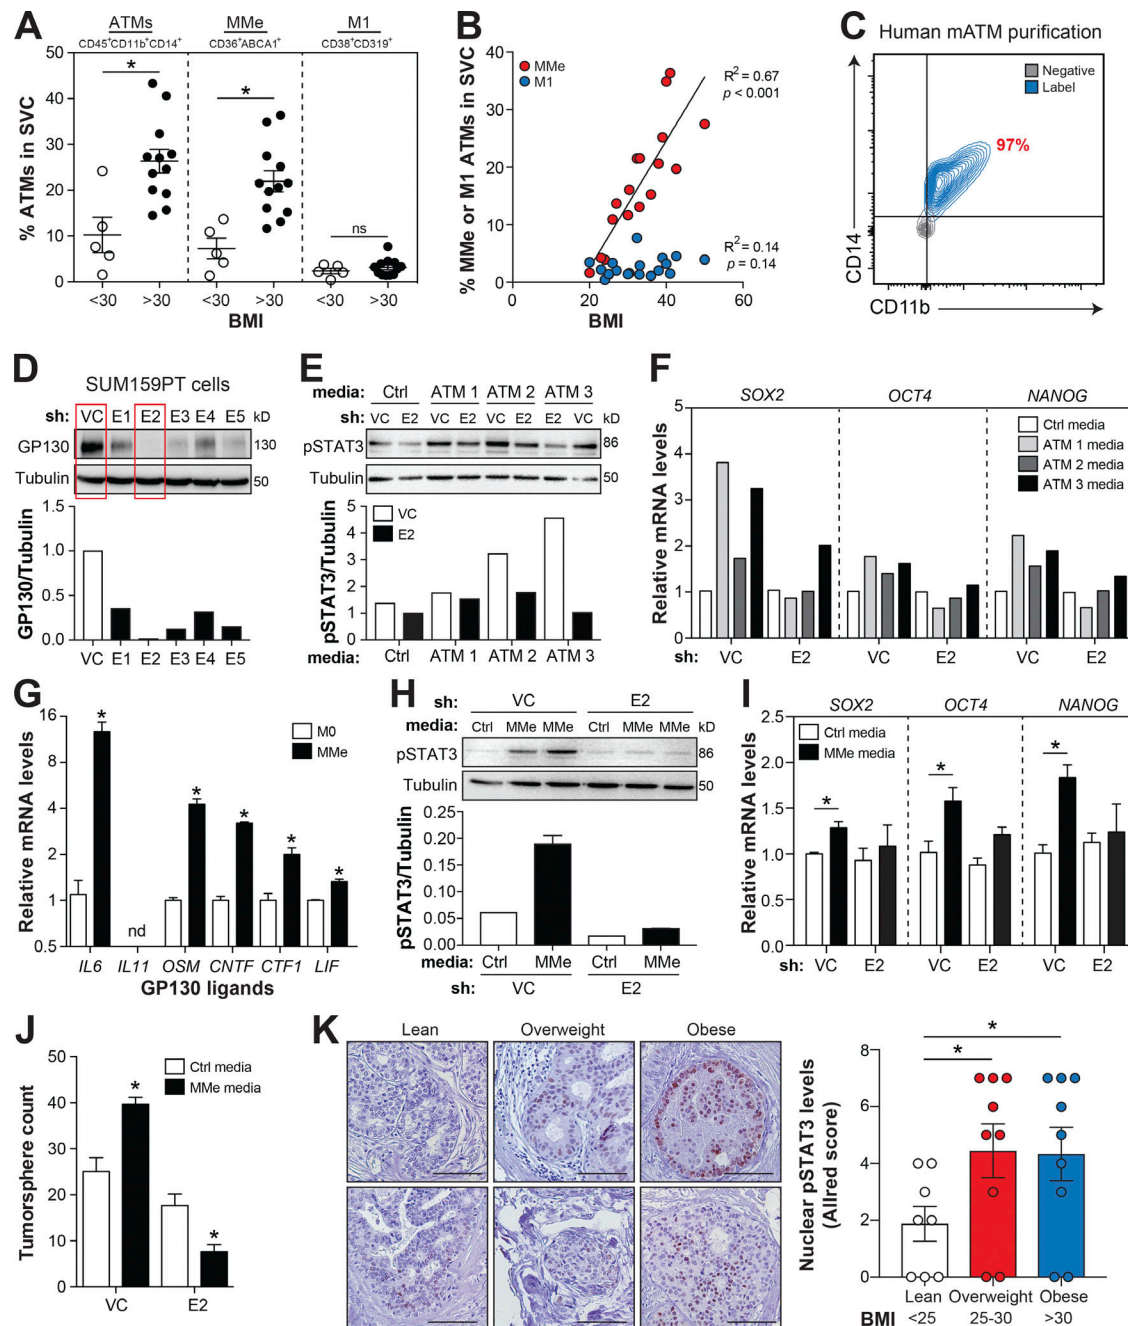 A
ATMs
CD45+CD11b+CD14+
MMe
CD36+ABCA1+
M1
CD38+CD319+
% ATMs in SVC
50
40
30
20
10
0
*
*
ns
<30 >30 <30 >30 <30 >30
BMI
B
MMe
M1
% MMe or M1 ATMs in SVC
50
40
30
20
10
0
R2 = 0.67
p < 0.001
R2 = 0.14
p = 0.14
0 20 40 60
BMI
C
Human mATM purification
Negative
Label
97%
CD14
CD11b
D
SUM159PT cells
sh: VC E1 E2 E3 E4 E5 kD
GP130 130
Tubulin 50
GP130/Tubulin
1.5
1.0
0.5
0.0
VC E1 E2 E3 E4 E5
E
media: Ctrl ATM 1 ATM 2 ATM 3
sh: VC E2 VC E2 VC E2 E2 VC kD
pSTAT3 86
Tubulin 50
pSTAT3/Tubulin
5
4
3
2
1
0
VC
E2
media: Ctrl ATM 1 ATM 2 ATM 3
F
SOX2 OCT4 NANOG
Relative mRNA levels
5
4
3
2
1
0
Ctrl media
ATM 1 media
ATM 2 media
ATM 3 media
sh: VC E2 VC E2 VC E2
G
Relative mRNA levels
16
8
4
2
1
0.5
M0
MMe
*
nd
*
*
*
*
IL6 IL11 OSM CNTF CTF1 LIF
GP130 ligands
H
sh: VC E2
media: Ctrl MMe MMe Ctrl MMe MMe kD
pSTAT3 86
Tubulin 50
pSTAT3/Tubulin
0.25
0.20
0.15
0.10
0.05
0.00
media: Ctrl MMe Ctrl MMe
sh: VC E2
I
SOX2 OCT4 NANOG
Relative mRNA levels
2.5
2.0
1.5
1.0
0.5
0.0
Ctrl media
MMe media
*
*
*
sh: VC E2 VC E2 VC E2
J
Tumorsphere count
50
40
30
20
10
0
Ctrl media
MMe media
*
*
VC E2
K
Lean Overweight Obese
Nuclear pSTAT3 levels
(Allred score)
8
6
4
2
0
*
*
Lean Overweight Obese
BMI <25 25-30 >30